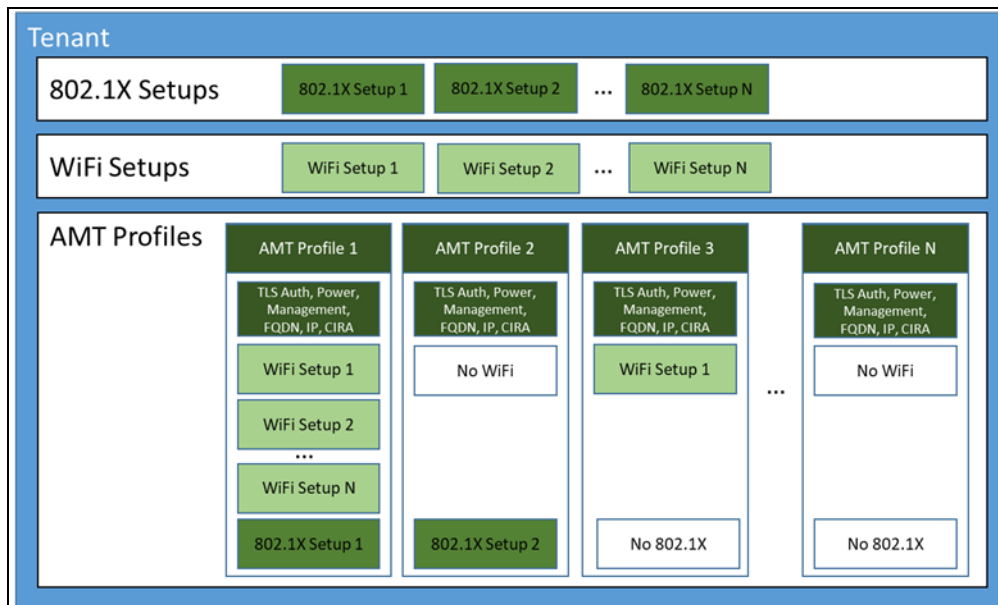 Tenant
802.1X Setups
802.1X Setup 1
802.1X Setup 2
...
802.1X Setup N
WiFi Setups
WiFi Setup 1
WiFi Setup 2
...
WiFi Setup N
AMT Profiles
AMT Profile 1
TLS Auth, Power,
Management,
FQDN, IP, CIRA
WiFi Setup 1
WiFi Setup 2
...
WiFi Setup N
802.1X Setup 1
AMT Profile 2
TLS Auth, Power,
Management,
FQDN, IP, CIRA
No WiFi
802.1X Setup 2
AMT Profile 3
TLS Auth, Power,
Management,
FQDN, IP, CIRA
WiFi Setup 1
No 802.1X
...
AMT Profile N
TLS Auth, Power,
Management,
FQDN, IP, CIRA
No WiFi
No 802.1X